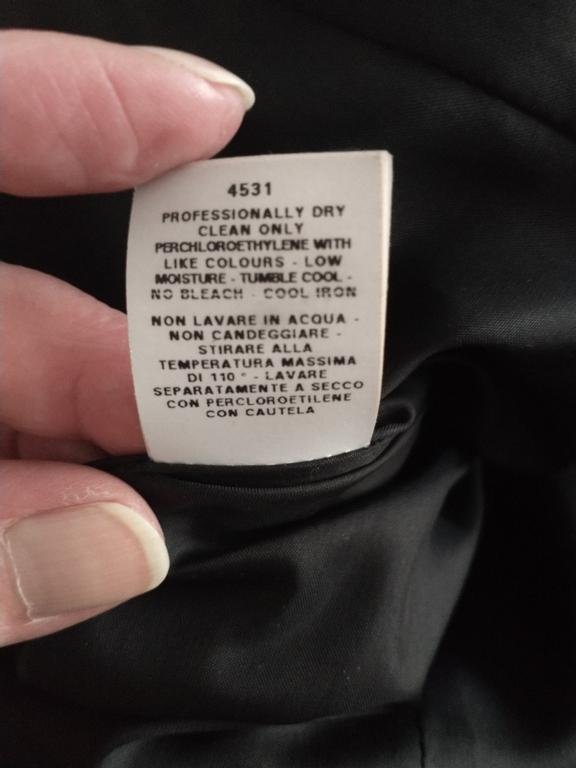 4531
PROFESSIONALLY DRY
CLEAN ONLY
PERCHLOROETHYLENE WITH
LIKE COLOURS - LOW
MOISTURE - TUMBLE COOL -
NO BLEACH - COOL IRON
NON LAVARE IN ACQUA -
NON CANDEGGIARE -
STIRARE ALLA
TEMPERATURA MASSIMA
DI 110 ° - LAVARE
SEPARATAMENTE A SECCO
CON PERCLOROETILENE
CON CAUTELA